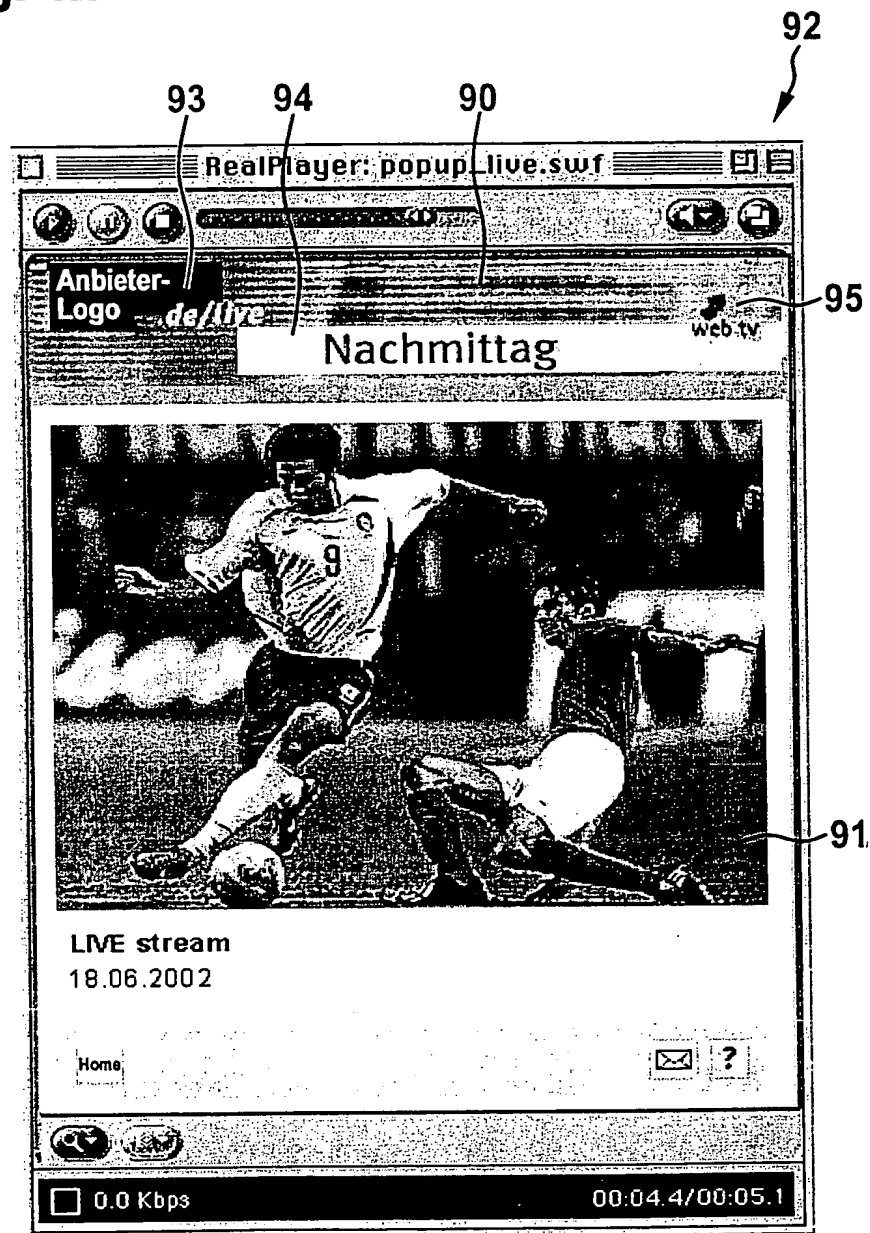 92
93 94 90
RealPlayer: popup_live.swf
Anbieter-
Logo
.de/live
95
web.tv
Nachmittag
9
91
LIVE stream
18.06.2002
Home
?
0.0 Kbps
00:04.4/00:05.1